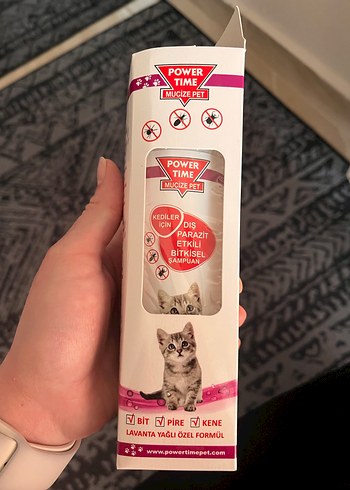 POWER
TIME
MUCİZE PET
POWER
TIME
MUCİZE PET
KEDİLER
İÇİN
DIŞ
PARAZİT
ETKİLİ
BİTKİSEL
ŞAMPUAN
BİT PİRE KENE
LAVANTA YAĞLI ÖZEL FORMÜL
www.powertimepet.com